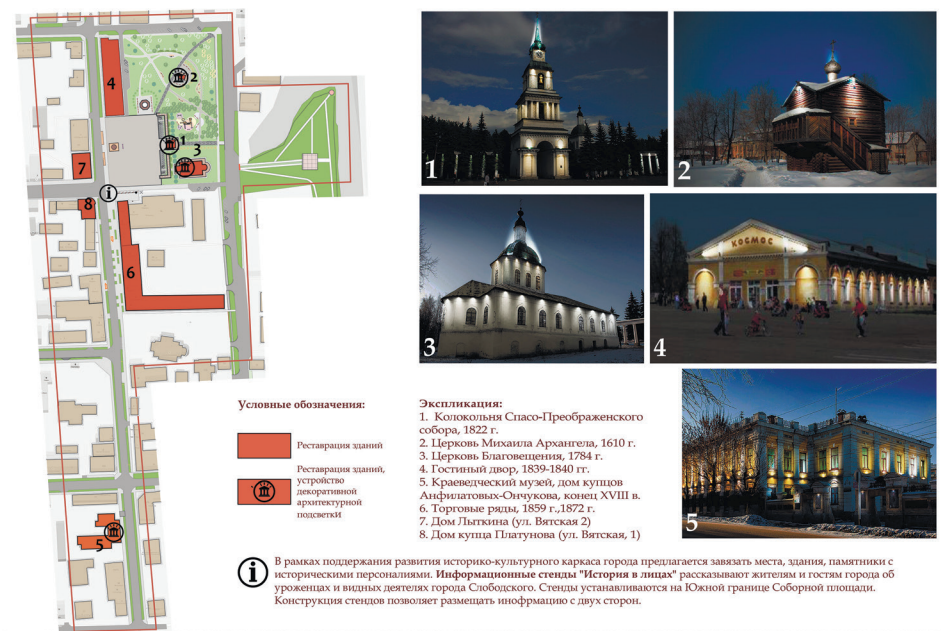 4
2
1
3
7
8
6
5
1
2
3
КОСМОС
4
5
Условные обозначения:
Реставрация зданий
Реставрация зданий,
устройство
декоративной
архитектурной
подсветки
Экспликация:
1. Колокольня Спасо-Преображенского
собора, 1822 г.
2. Церковь Михаила Архангела, 1610 г.
3. Церковь Благовещения, 1784 г.
4. Гостиный двор, 1839-1840 гг.
5. Краеведческий музей, дом купцов
Анфилатовых-Ончукова, конец XVIII в.
6. Торговые ряды, 1859 г.,1872 г.
7. Дом Лыткина (ул. Вятская 2)
8. Дом купца Платунова (ул. Вятская, 1)
i
В рамках поддержания развития историко-культурного каркаса города предлагается завязать места, здания, памятники с
историческими персоналиями. Информационные стенды "История в лицах" рассказывают жителям и гостям города об
уроженцах и видных деятелях города Слободского. Стенды устанавливаются на Южной границе Соборной площади.
Конструкция стендов позволяет размещать инофрмацию с двух сторон.